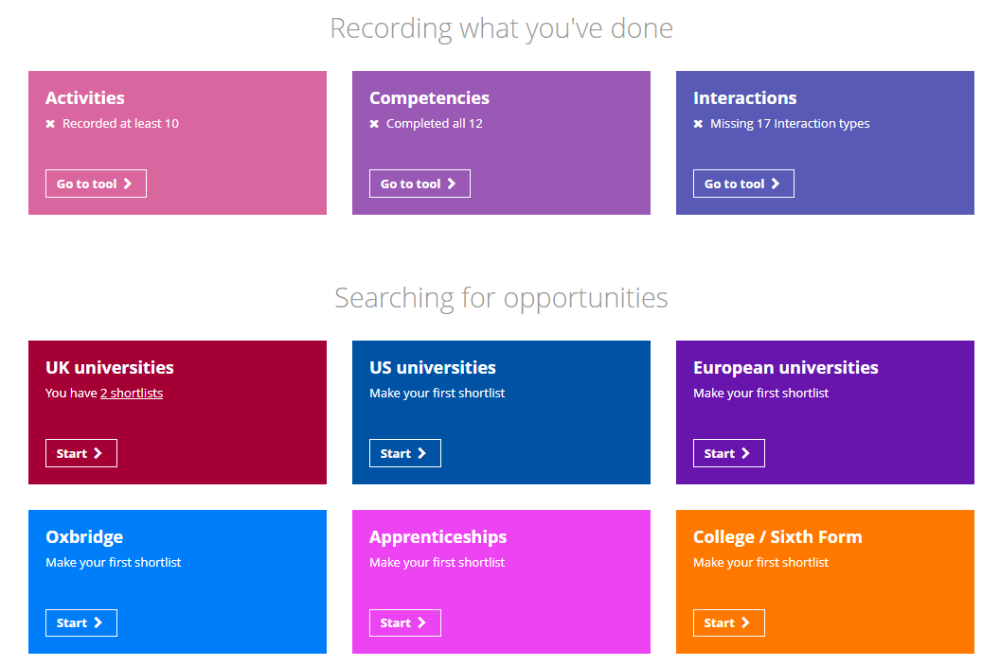 Recording what you've done
Activities
✖ Recorded at least 10
Go to tool
Competencies
✖ Completed all 12
Go to tool
Interactions
✖ Missing 17 Interaction types
Go to tool
Searching for opportunities
UK universities
You have 2 shortlists
Start
US universities
Make your first shortlist
Start
European universities
Make your first shortlist
Start
Oxbridge
Make your first shortlist
Start
Apprenticeships
Make your first shortlist
Start
College / Sixth Form
Make your first shortlist
Start